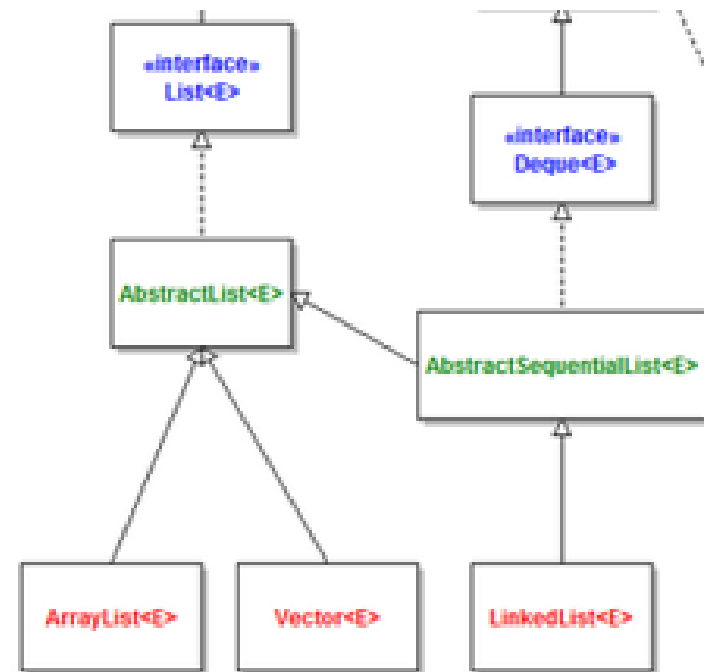 «interface»
List<E>
«interface»
Deque<E>
AbstractList<E>
AbstractSequentialList<E>
ArrayList<E>
Vector<E>
LinkedList<E>